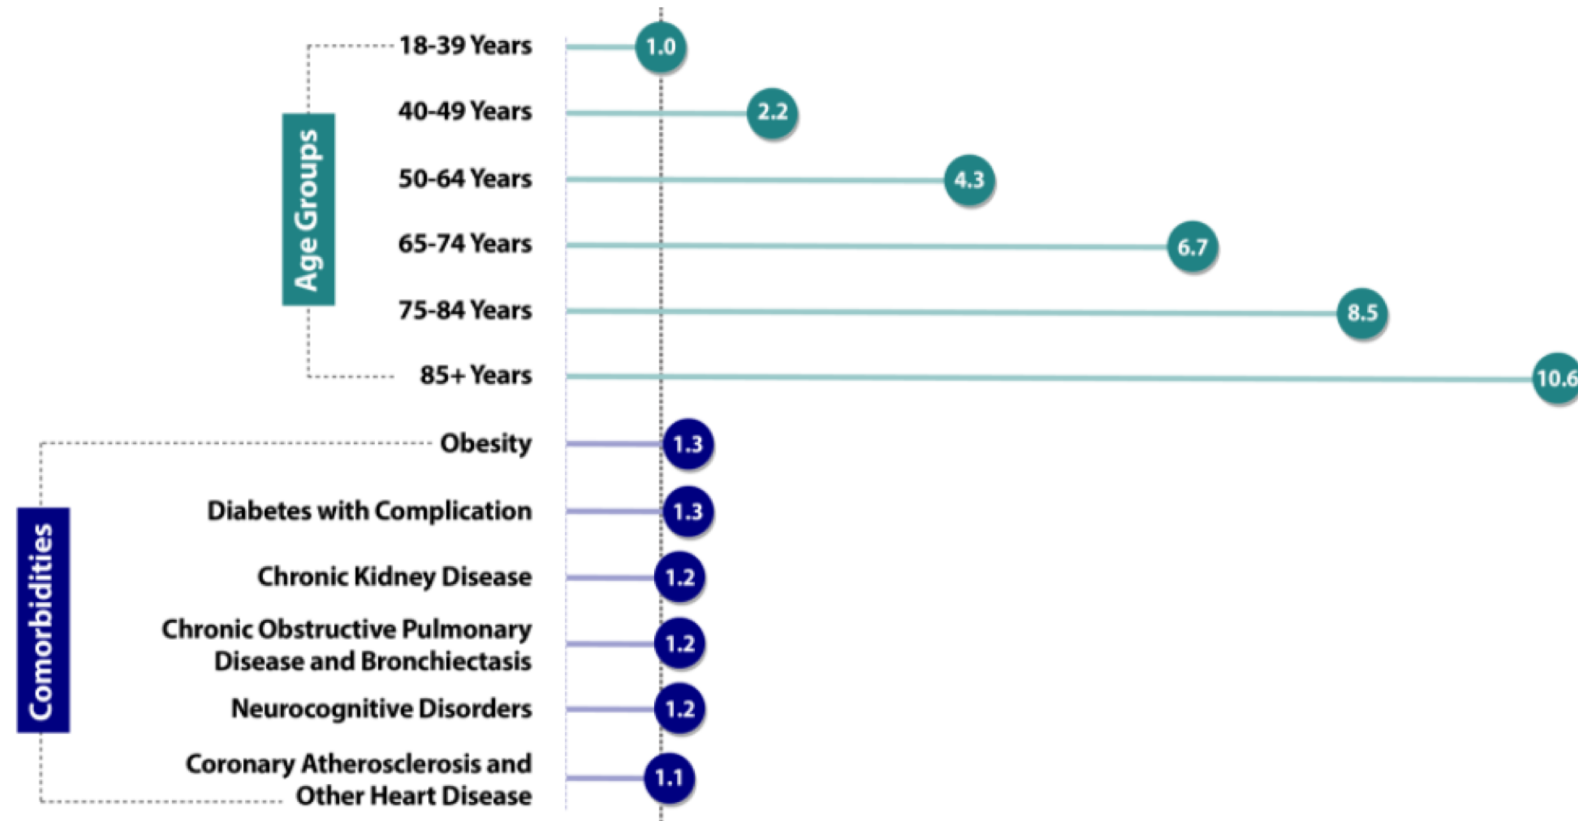 Age Groups
18-39 Years
1.0
40-49 Years
2.2
50-64 Years
4.3
65-74 Years
6.7
75-84 Years
8.5
85+ Years
10.6
Comorbidities
Obesity
1.3
Diabetes with Complication
1.3
Chronic Kidney Disease
1.2
Chronic Obstructive Pulmonary
Disease and Bronchiectasis
1.2
Neurocognitive Disorders
1.2
Coronary Atherosclerosis and
Other Heart Disease
1.1